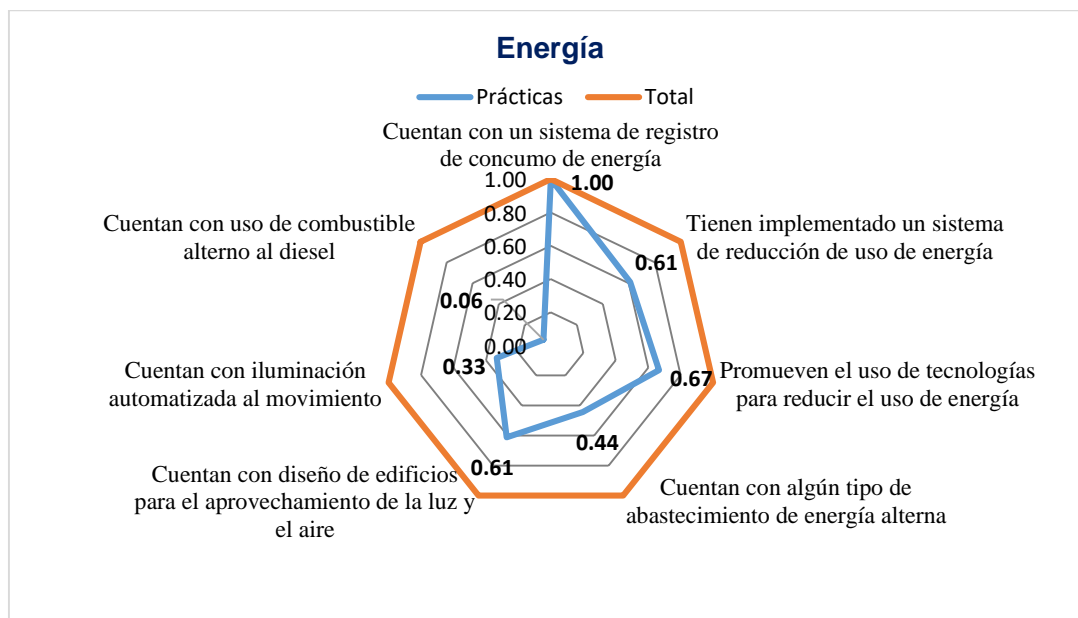 Energía
Prácticas
Total
Cuentan con un sistema de registro
de concumo de energía
1.00
1.00
Cuentan con uso de combustible
alterno al diesel
Tienen implementado un sistema
de reducción de uso de energía
0.80
0.60
0.61
0.40
0.06
0.20
0.00
Cuentan con iluminación
automatizada al movimiento
0.33
0.67
Promueven el uso de tecnologías
para reducir el uso de energía
0.44
0.61
Cuentan con diseño de edificios
para el aprovechamiento de la luz y
el aire
Cuentan con algún tipo de
abastecimiento de energía alterna